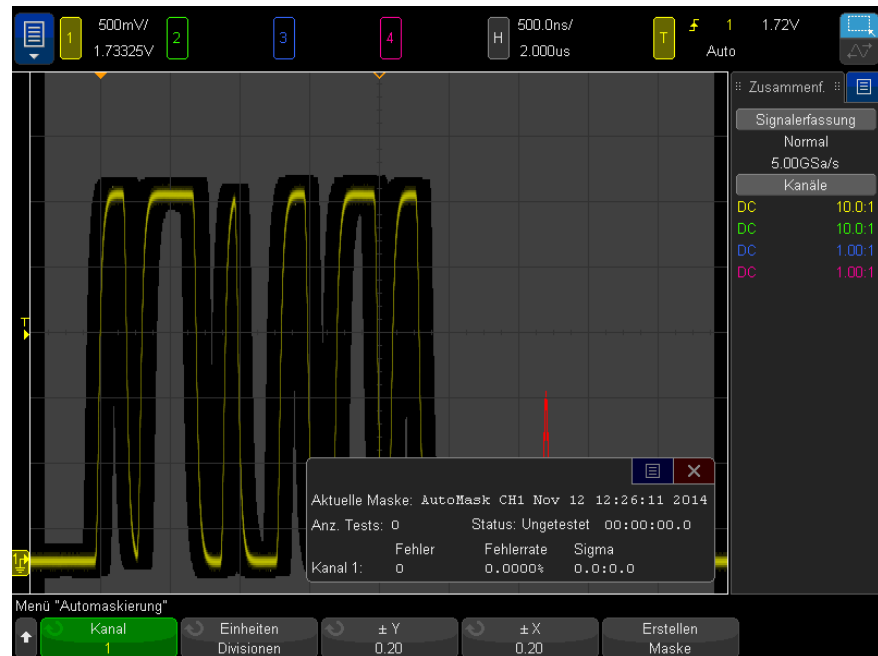 1 500mV/ 1.73325V 2 3 4 H 500.0ns/ 2.000us T 1 1.72V Auto
Zusammenf.
Signalerfassung
Normal
5.00GSa/s
Kanäle
DC 10.0:1
DC 10.0:1
DC 1.00:1
DC 1.00:1
T
1
Aktuelle Maske: AutoMask CH1 Nov 12 12:26:11 2014
Anz. Tests: 0 Status: Ungetestet 00:00:00.0
Fehler Fehlerrate Sigma
Kanal 1: 0 0.0000% 0.0:0.0
Menü "Automaskierung"
Kanal
1
Einheiten
Divisionen
± Y
0.20
± X
0.20
Erstellen
Maske